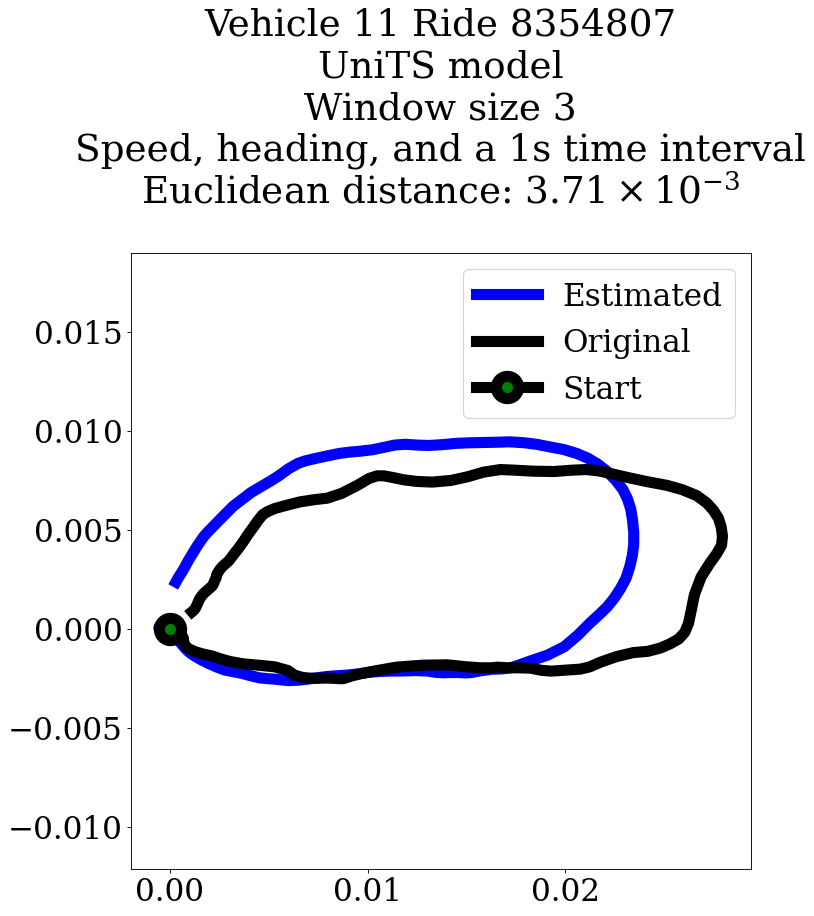 Vehicle 11 Ride 8354807
UniTS model
Window size 3
Speed, heading, and a 1s time interval
Euclidean distance: 3.71 × 10⁻³
Estimated
Original
Start
0.015
0.010
0.005
0.000
−0.005
−0.010
0.00 0.01 0.02